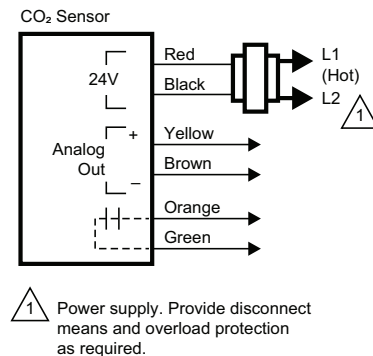 CO₂ Sensor
Red
L1
(Hot)
24V
Black
L2
1
Yellow
+
Analog
Out
Brown
–
Orange
Green
1
Power supply. Provide disconnect
means and overload protection
as required.